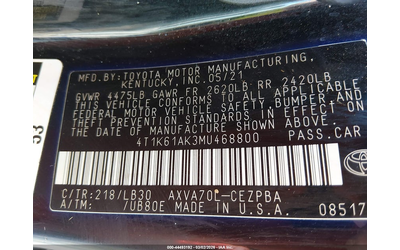 BY: TOYOTA MOTOR MANUFACTURING,
KENTUCKY INC. 05/21
GVWR 4475LB GAWR FR 2620LB RR 2420LB
THIS VEHICLE CONFORMS TO ALL APPLICABLE
FEDERAL MOTOR VEHICLE SAFETY, BUMPER, AND
THEFT PREVENTION STANDARDS IN EFFECT ON
THE DATE OF MANUFACTURE SHOWN ABOVE.
4T1K61AK3MU468800
PASS. CAR
C/TR:218/LB30 AXVA70L-CEZPBA
A/TM: /UB80E MADE IN U.S.A. 08517
TOYOTA
53